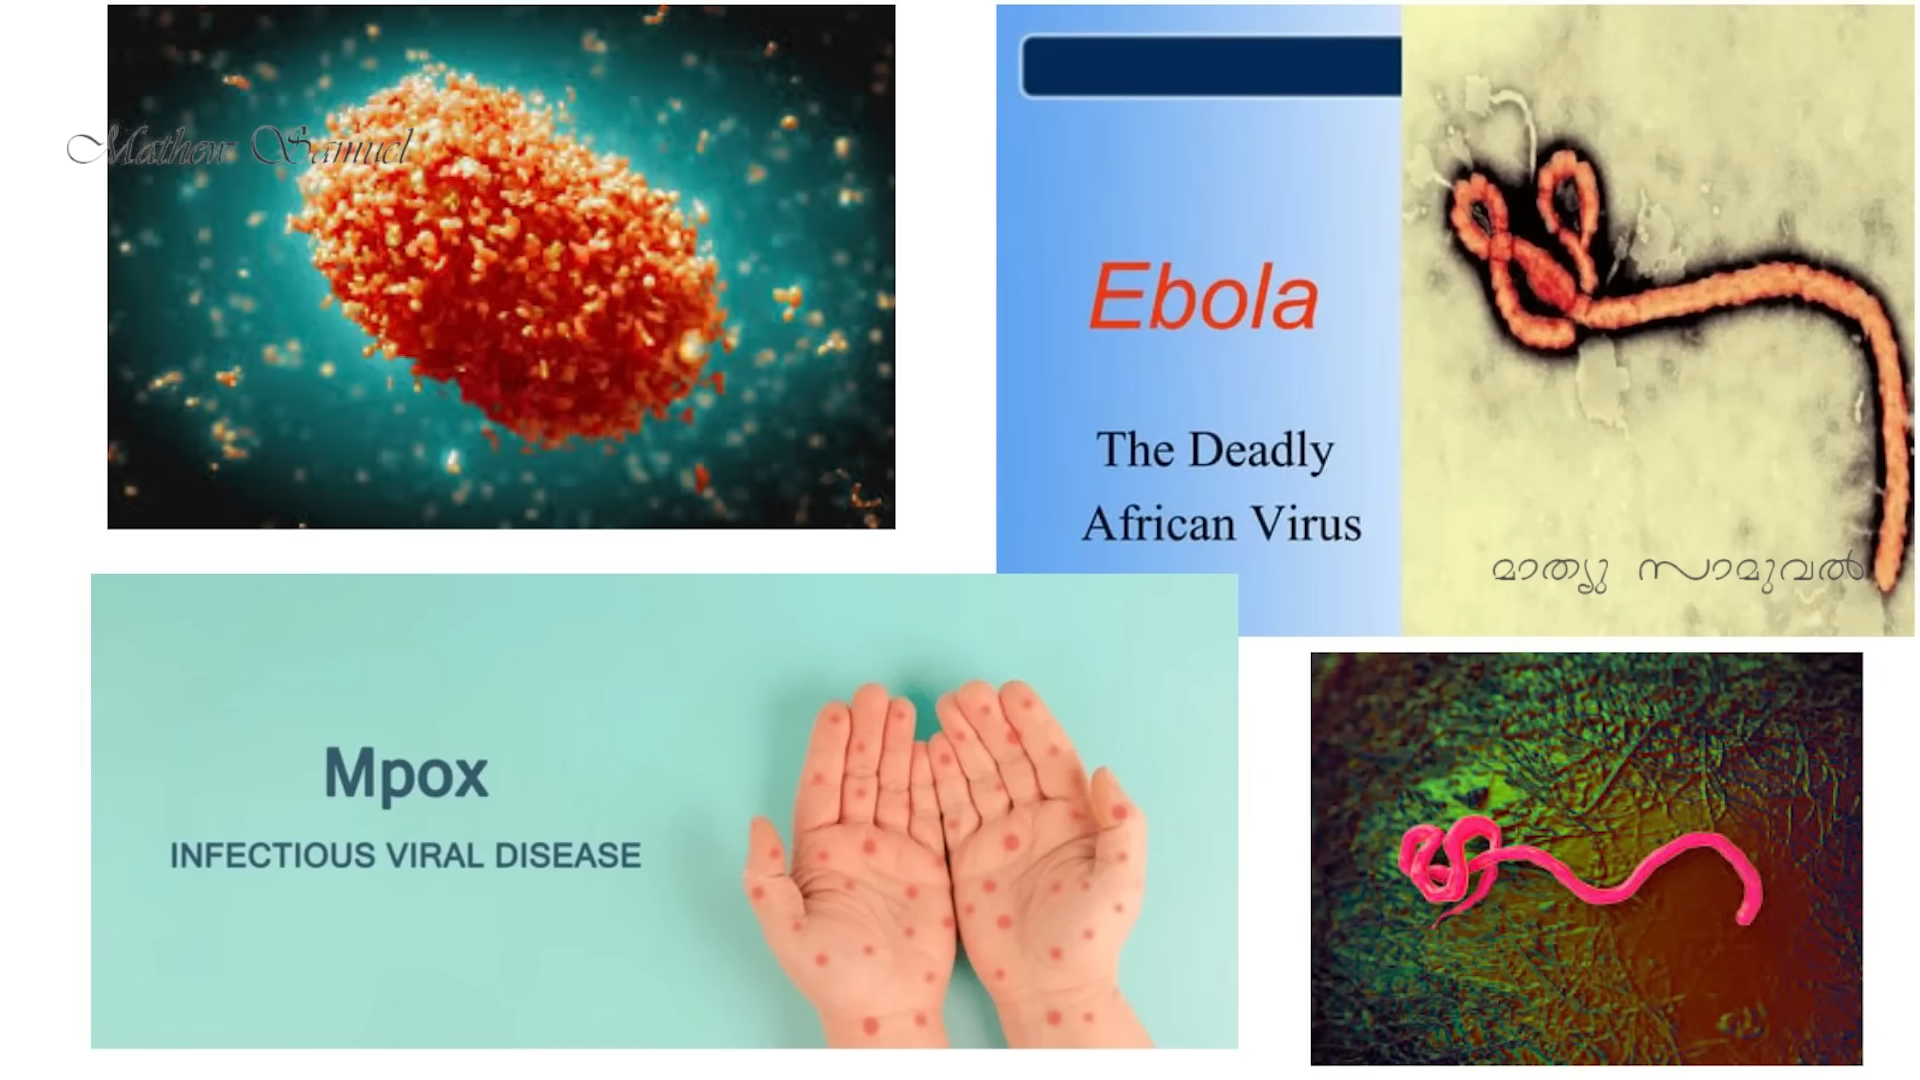 Mathew Samuel
Ebola
The Deadly
African Virus
മാത്യു സാമുവൽ
Mpox
INFECTIOUS VIRAL DISEASE